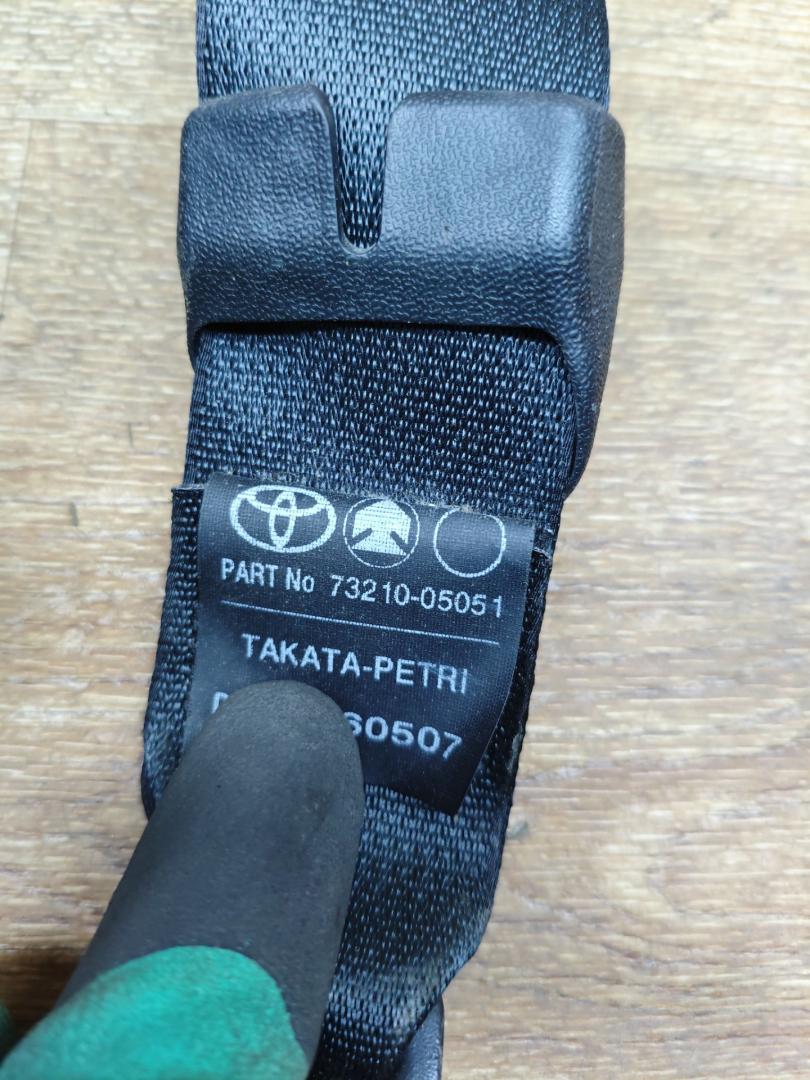 PART No 73210-05051
TAKATA-PETRI
60507